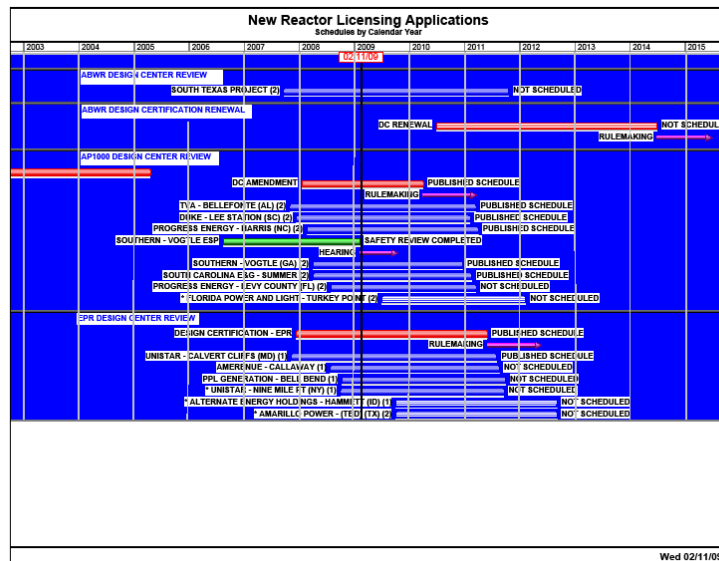 New Reactor Licensing Applications
Schedules by Calendar Year
2003 2004 2005 2006 2007 2008 2009 2010 2011 2012 2013 2014 2015
02/11/09
ABWR DESIGN CENTER REVIEW
SOUTH TEXAS PROJECT (2) NOT SCHEDULED
ABWR DESIGN CERTIFICATION RENEWAL
DC RENEWAL NOT SCHEDUL
RULEMAKING
AP1000 DESIGN CENTER REVIEW
DC AMENDMENT PUBLISHED SCHEDULE
RULEMAKING
TVA - BELLEFONTE (AL) (2) PUBLISHED SCHEDULE
DUKE - LEE STATION (SC) (2) PUBLISHED SCHEDULE
PROGRESS ENERGY - HARRIS (NC) (2) PUBLISHED SCHEDULE
SOUTHERN - VOGTLE ESP SAFETY REVIEW COMPLETED
HEARING
SOUTHERN - VOGTLE (GA) (2) PUBLISHED SCHEDULE
SOUTH CAROLINA E&G - SUMMER (2) PUBLISHED SCHEDULE
PROGRESS ENERGY - LEVY COUNTY (FL) (2) NOT SCHEDULED
* FLORIDA POWER AND LIGHT - TURKEY POINT (2) NOT SCHEDULED
EPR DESIGN CENTER REVIEW
DESIGN CERTIFICATION - EPR PUBLISHED SCHEDULE
RULEMAKING
UNISTAR - CALVERT CLIFFS (MD) (1) PUBLISHED SCHEDULE
AMERENUE - CALLAWAY (1) NOT SCHEDULED
PPL GENERATION - BELL BEND (1) NOT SCHEDULED
* UNISTAR - NINE MILE PT (NY) (1) NOT SCHEDULED
* ALTERNATE ENERGY HOLDINGS - HAMMETT (ID) (1) NOT SCHEDULED
* AMARILLO POWER - (TBD) (TX) (2) NOT SCHEDULED
Wed 02/11/09